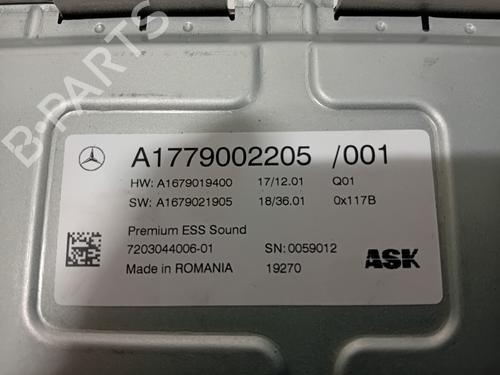 A1779002205 /001
HW: A1679019400 17/12.01 Q01
SW: A1679021905 18/36.01 0x117B
Premium ESS Sound
7203044006-01 SN: 0059012
Made in ROMANIA 19270 ASK
B-PARTS